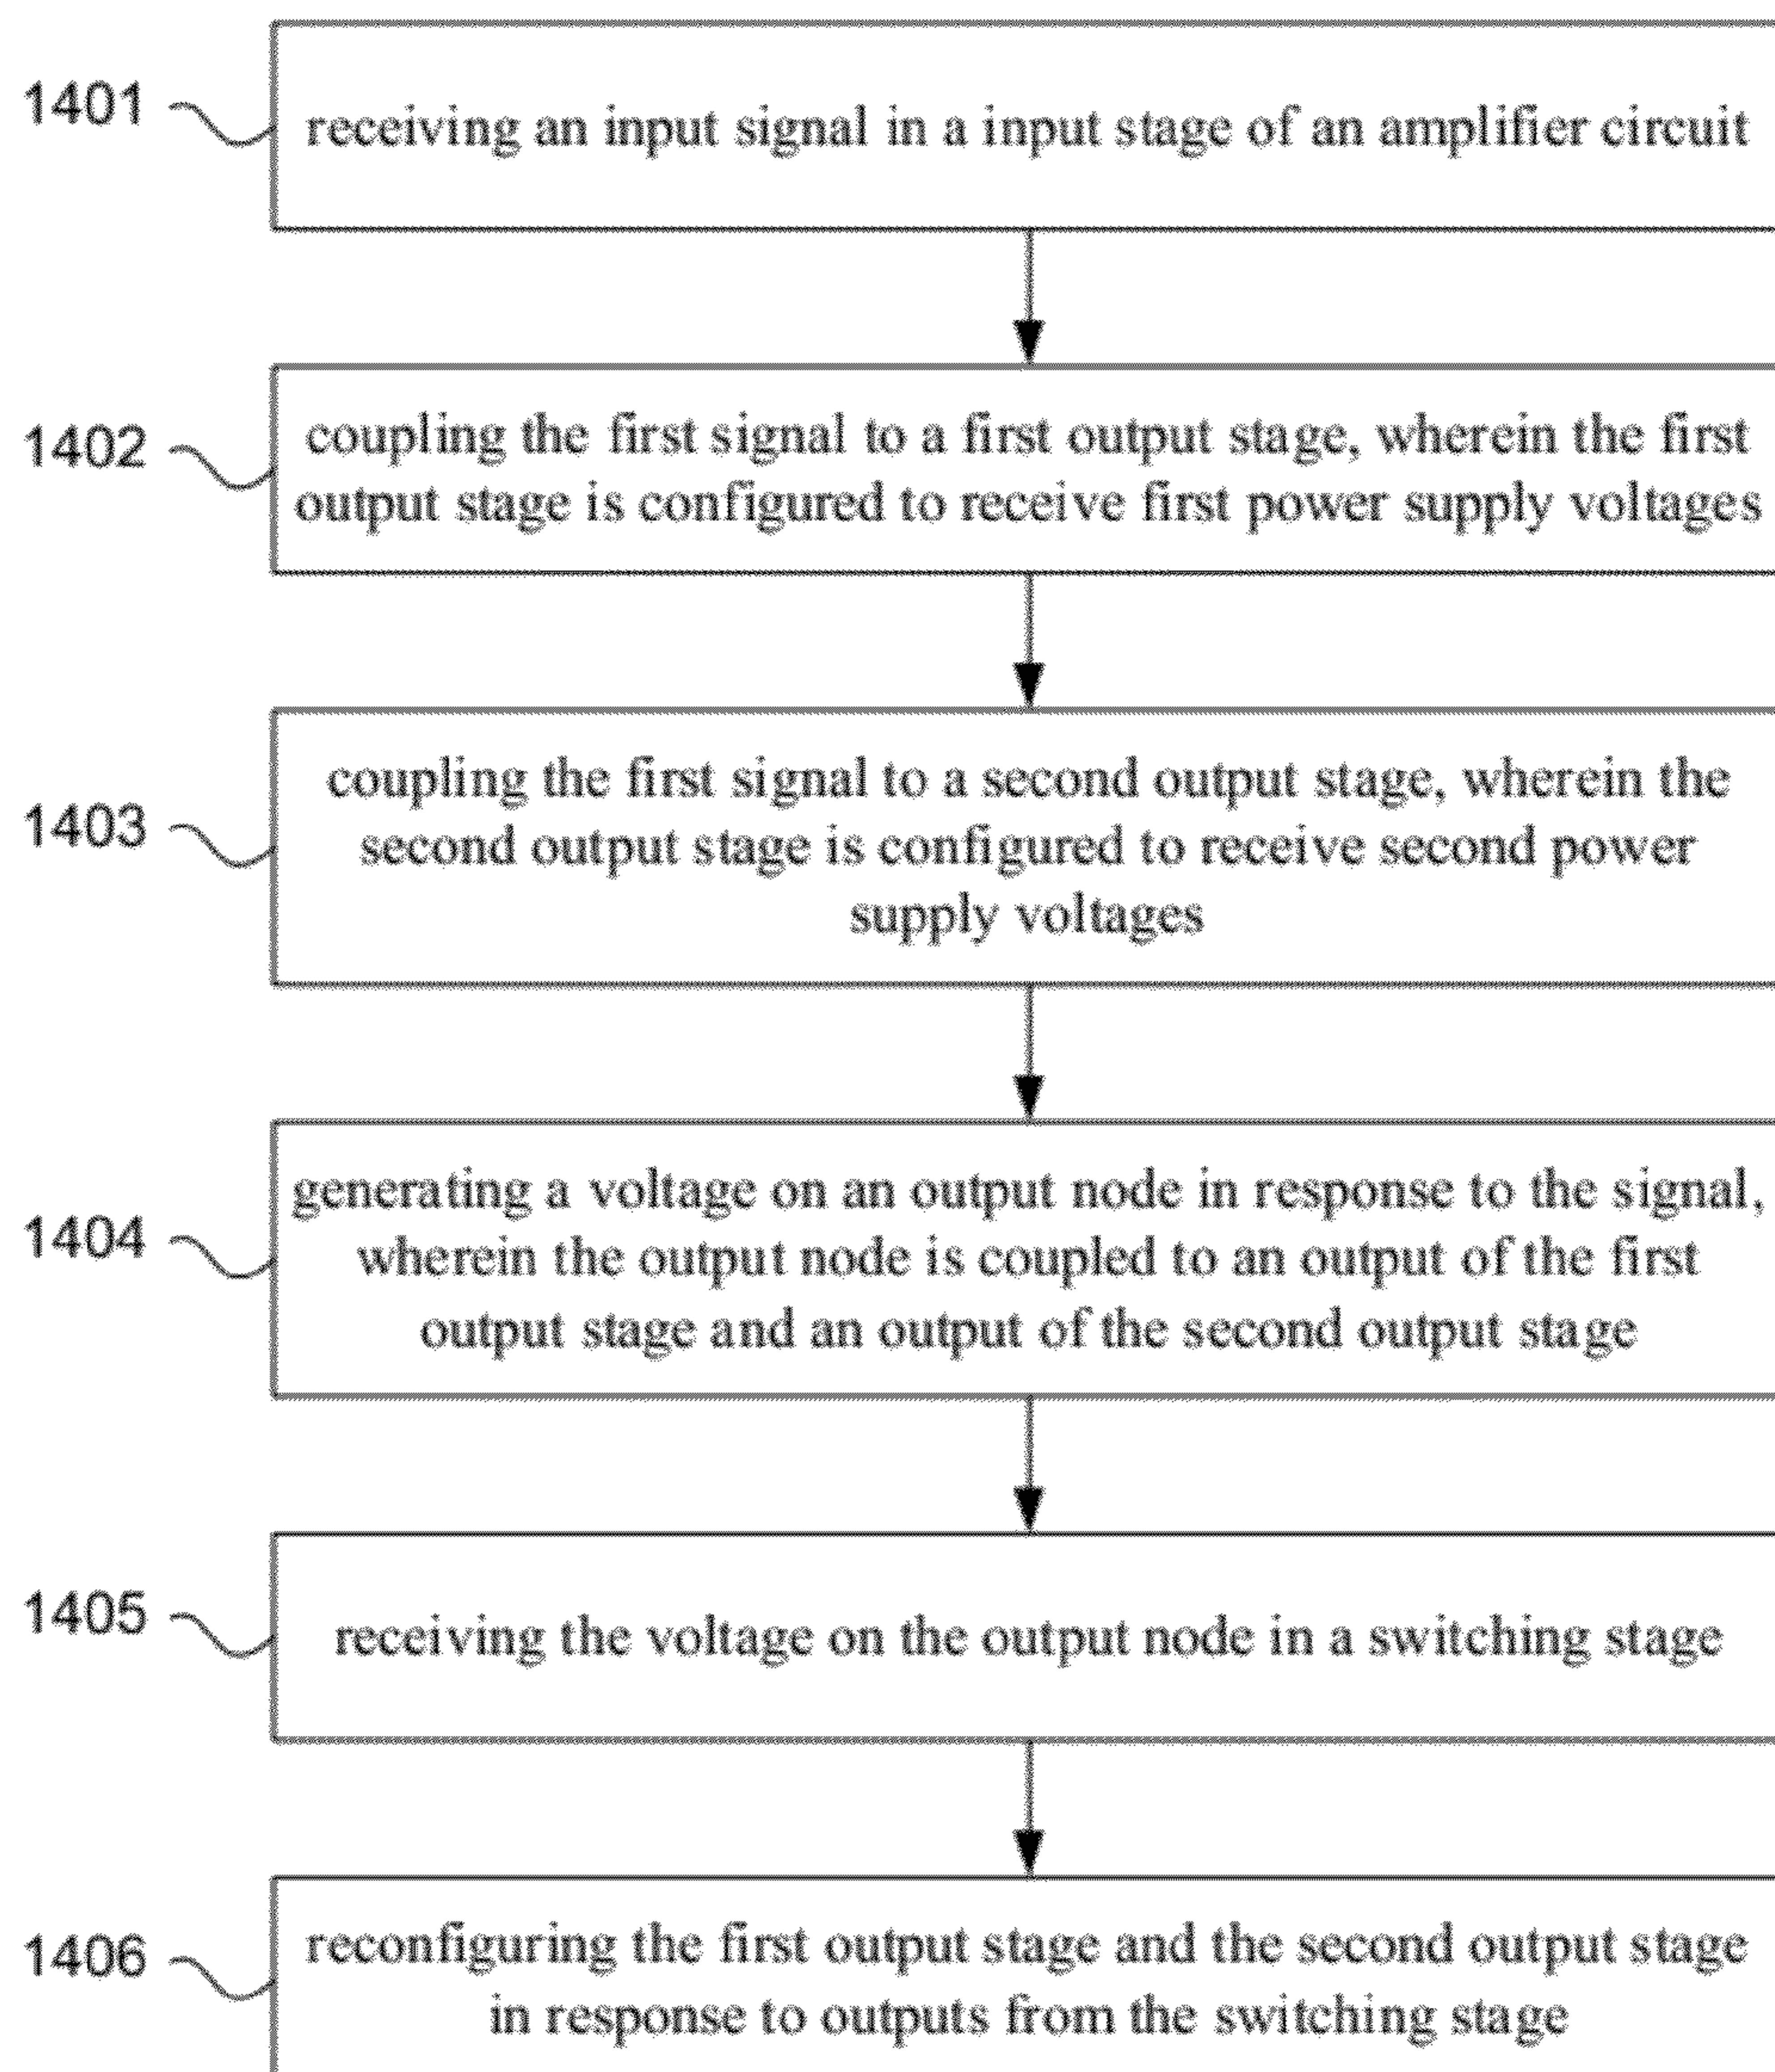 1401
receiving an input signal in a input stage of an amplifier circuit
1402
coupling the first signal to a first output stage, wherein the first
output stage is configured to receive first power supply voltages
1403
coupling the first signal to a second output stage, wherein the
second output stage is configured to receive second power
supply voltages
1404
generating a voltage on an output node in response to the signal,
wherein the output node is coupled to an output of the first
output stage and an output of the second output stage
1405
receiving the voltage on the output node in a switching stage
1406
reconfiguring the first output stage and the second output stage
in response to outputs from the switching stage